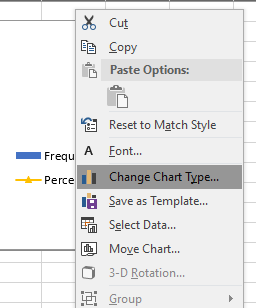 Cut
Copy
Paste Options:
Reset to Match Style
A Font...
Frequ
Change Chart Type...
Perce
Save as Template...
Select Data...
Move Chart...
3-D Rotation...
Group